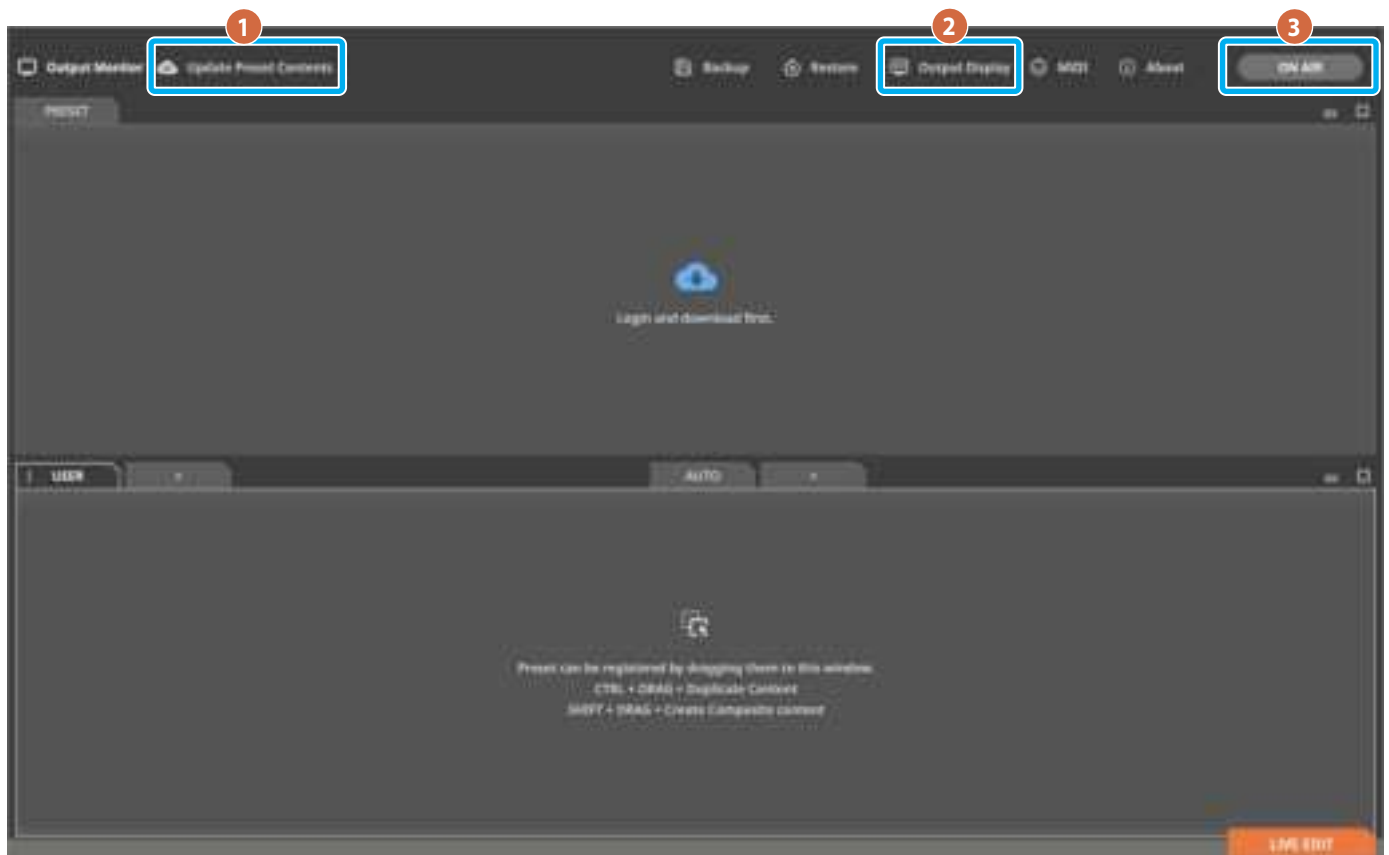 1
2
3
Output Monitor
Update Preset Contents
Backup
Restore
Output Display
MIDI
About
ON AIR
PRESET
Login and download first.
USER
+
AUTO
+
Preset can be registered by dragging them to this window.
CTRL + DRAG = Duplicate Content
SHIFT + DRAG = Create Composite content
LIVE EDIT